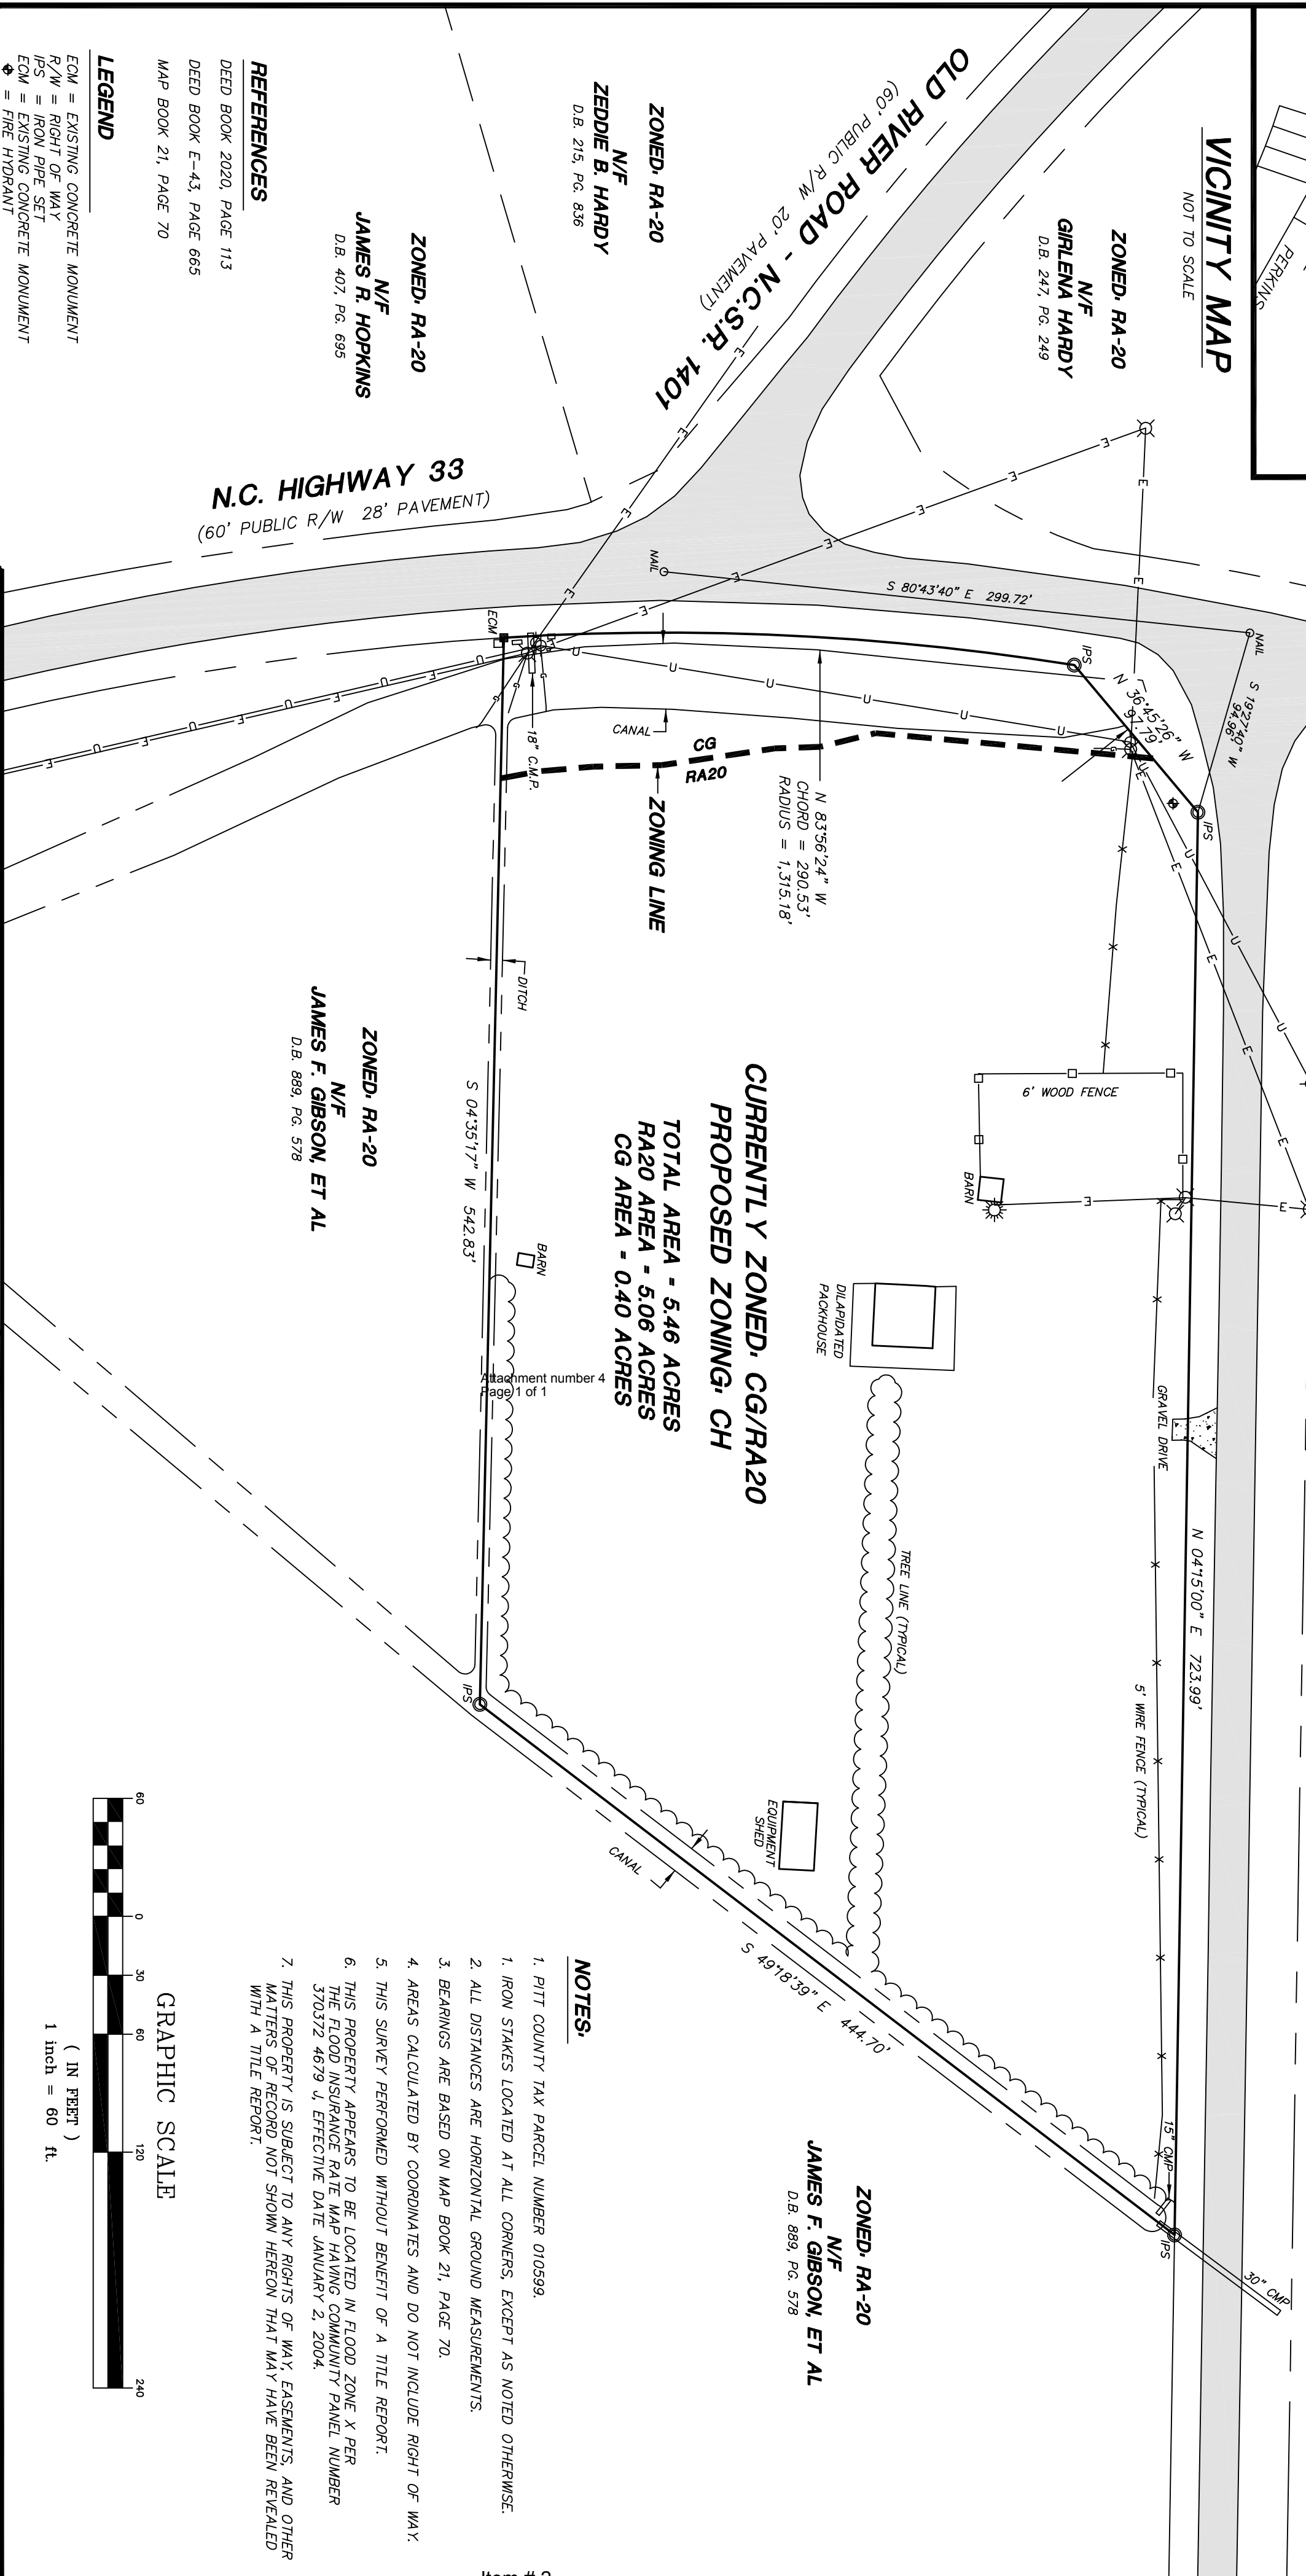 VICINITY MAP
NOT TO SCALE
PERKINS
ZONED: RA-20
N/F
GIRLENA HARDY
D.B. 247, PG. 249
OLD RIVER ROAD - N.C.S.R. 1401
(60' PUBLIC R/W 20' PAVEMENT)
ZONED: RA-20
N/F
ZEDDIE B. HARDY
D.B. 215, PG. 836
ZONED: RA-20
N/F
JAMES R. HOPKINS
D.B. 407, PG. 695
REFERENCES
DEED BOOK 2020, PAGE 113
DEED BOOK E-43, PAGE 665
MAP BOOK 21, PAGE 70
LEGEND
ECM = EXISTING CONCRETE MONUMENT
R/W = RIGHT OF WAY
IPS = IRON PIPE SET
ECM = EXISTING CONCRETE MONUMENT
= FIRE HYDRANT
N.C. HIGHWAY 33
(60' PUBLIC R/W 28' PAVEMENT)
NAIL
S 80°43'40" E 299.72'
NAIL
S 19°27'40" W
94.96'
ECM
IPS
N 36°45'26" W
97.79'
IPS
18" C.M.P.
CANAL
CG
RA20
ZONING LINE
N 83°56'24" W
CHORD = 290.53'
RADIUS = 1,315.18'
DITCH
S 04°35'17" W 542.83'
ZONED: RA-20
N/F
JAMES F. GIBSON, ET AL
D.B. 889, PG. 578
CURRENTLY ZONED: CG/RA20
PROPOSED ZONING: CH
TOTAL AREA = 5.46 ACRES
RA20 AREA = 5.06 ACRES
CG AREA = 0.40 ACRES
6' WOOD FENCE
BARN
BARN
DILAPIDATED
PACKHOUSE
Attachment number 4
Page 1 of 1
GRAVEL DRIVE
TREE LINE (TYPICAL)
N 04°15'00" E 723.99'
5' WIRE FENCE (TYPICAL)
IPS
EQUIPMENT
SHED
CANAL
S 49°18'39" E 444.70'
15" CMP
IPS
30" CMP
ZONED: RA-20
N/F
JAMES F. GIBSON, ET AL
D.B. 889, PG. 578
NOTES:
1. PITT COUNTY TAX PARCEL NUMBER 010599.
1. IRON STAKES LOCATED AT ALL CORNERS, EXCEPT AS NOTED OTHERWISE.
2. ALL DISTANCES ARE HORIZONTAL GROUND MEASUREMENTS.
3. BEARINGS ARE BASED ON MAP BOOK 21, PAGE 70.
4. AREAS CALCULATED BY COORDINATES AND DO NOT INCLUDE RIGHT OF WAY.
5. THIS SURVEY PERFORMED WITHOUT BENEFIT OF A TITLE REPORT.
6. THIS PROPERTY APPEARS TO BE LOCATED IN FLOOD ZONE X PER
THE FLOOD INSURANCE RATE MAP HAVING COMMUNITY PANEL NUMBER
370372 4679 J, EFFECTIVE DATE JANUARY 2, 2004.
7. THIS PROPERTY IS SUBJECT TO ANY RIGHTS OF WAY, EASEMENTS, AND OTHER
MATTERS OF RECORD NOT SHOWN HEREON THAT MAY HAVE BEEN REVEALED
WITH A TITLE REPORT.
GRAPHIC SCALE
60 0 30 60 120 240
( IN FEET )
1 inch = 60 ft.